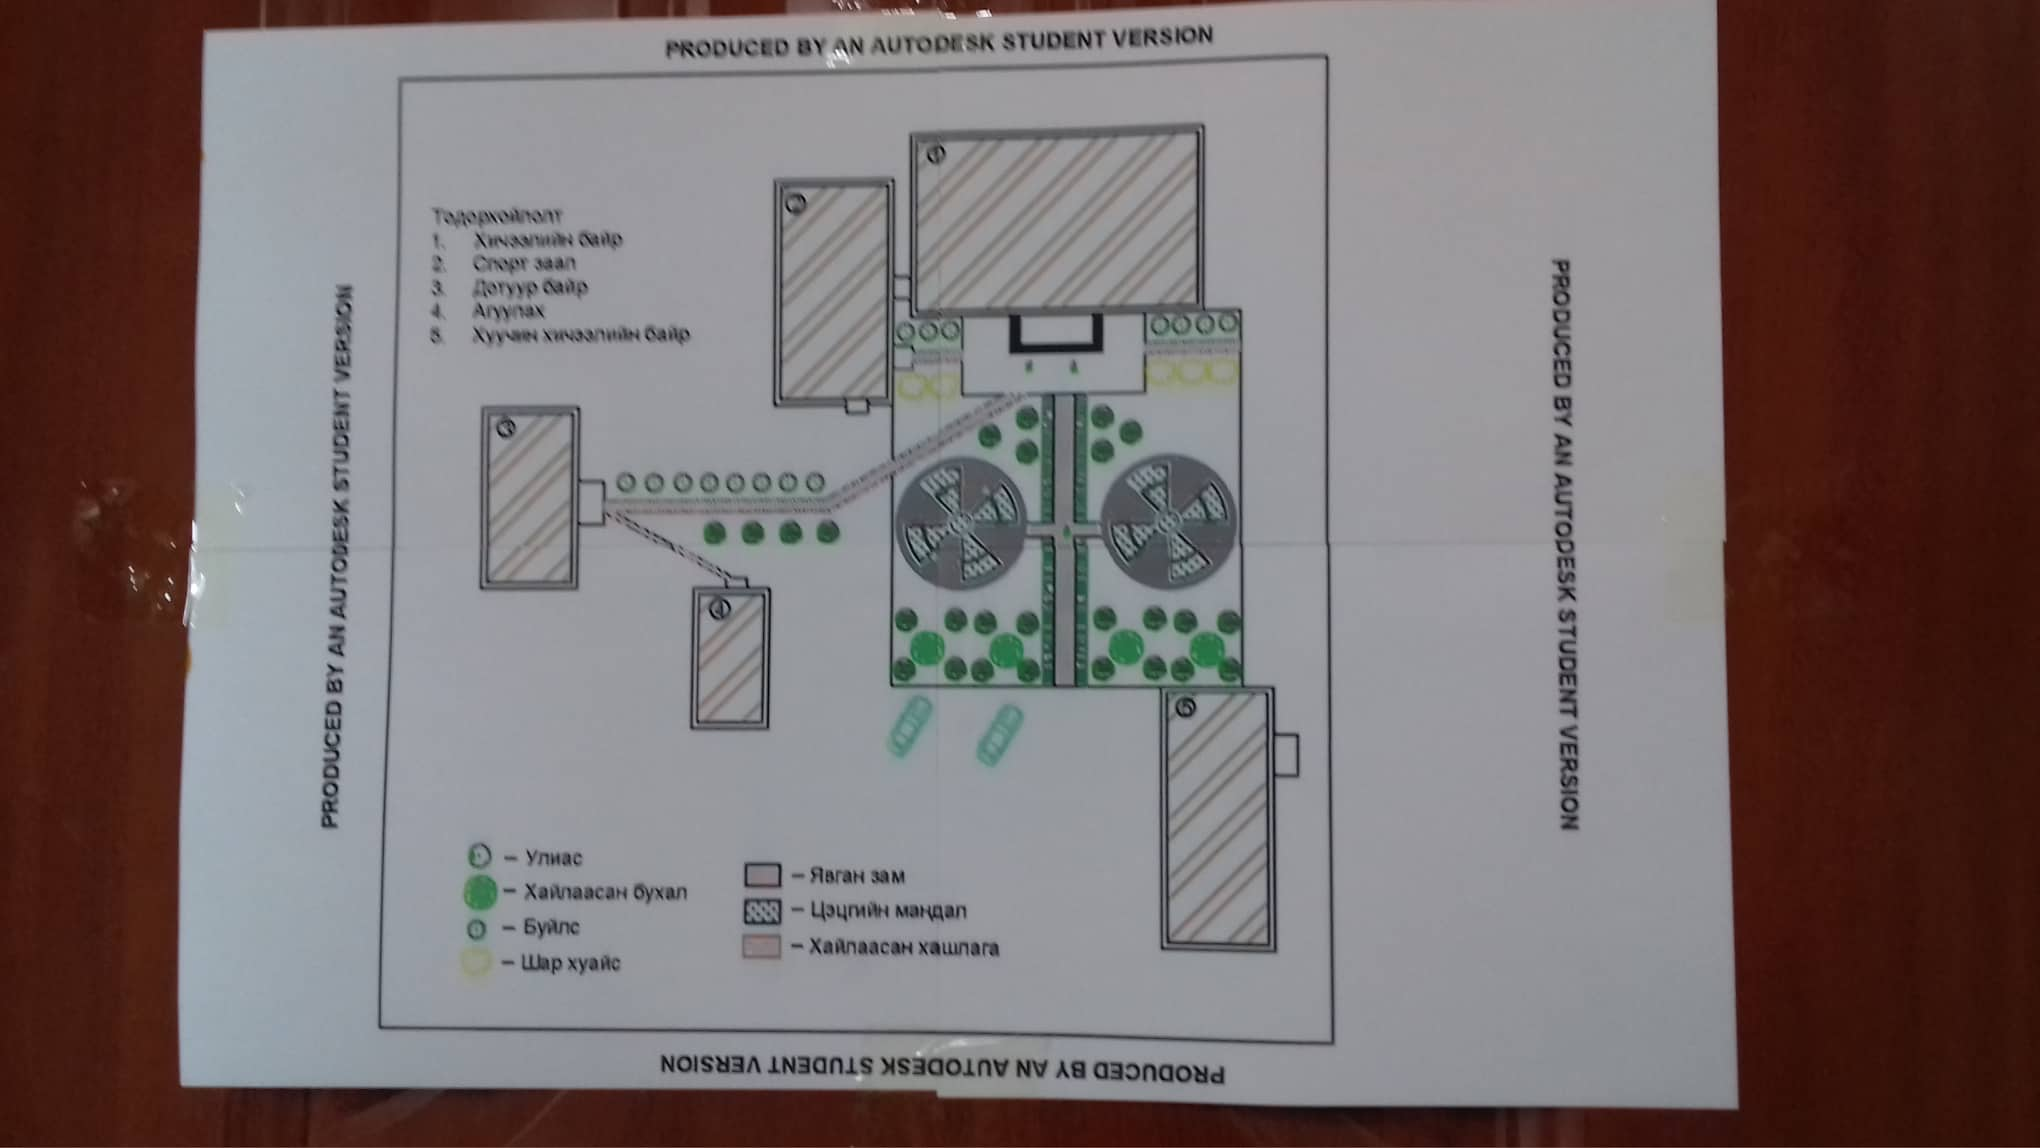 PRODUCED BY AN AUTODESK STUDENT VERSION
PRODUCED BY AN AUTODESK STUDENT VERSION
Тодорхойлолт
1. Хичээлийн байр
2. Спорт заал
3. Дотуур байр
4. Агуулах
5. Хуучин хичээлийн байр
1
2
3
4
5
– Улиас
– Хайлаасан бухал
– Буйлс
– Шар хуайс
– Явган зам
– Цэцгийн мандал
– Хайлаасан хашлага
PRODUCED BY AN AUTODESK STUDENT VERSION
PRODUCED BY AN AUTODESK STUDENT VERSION